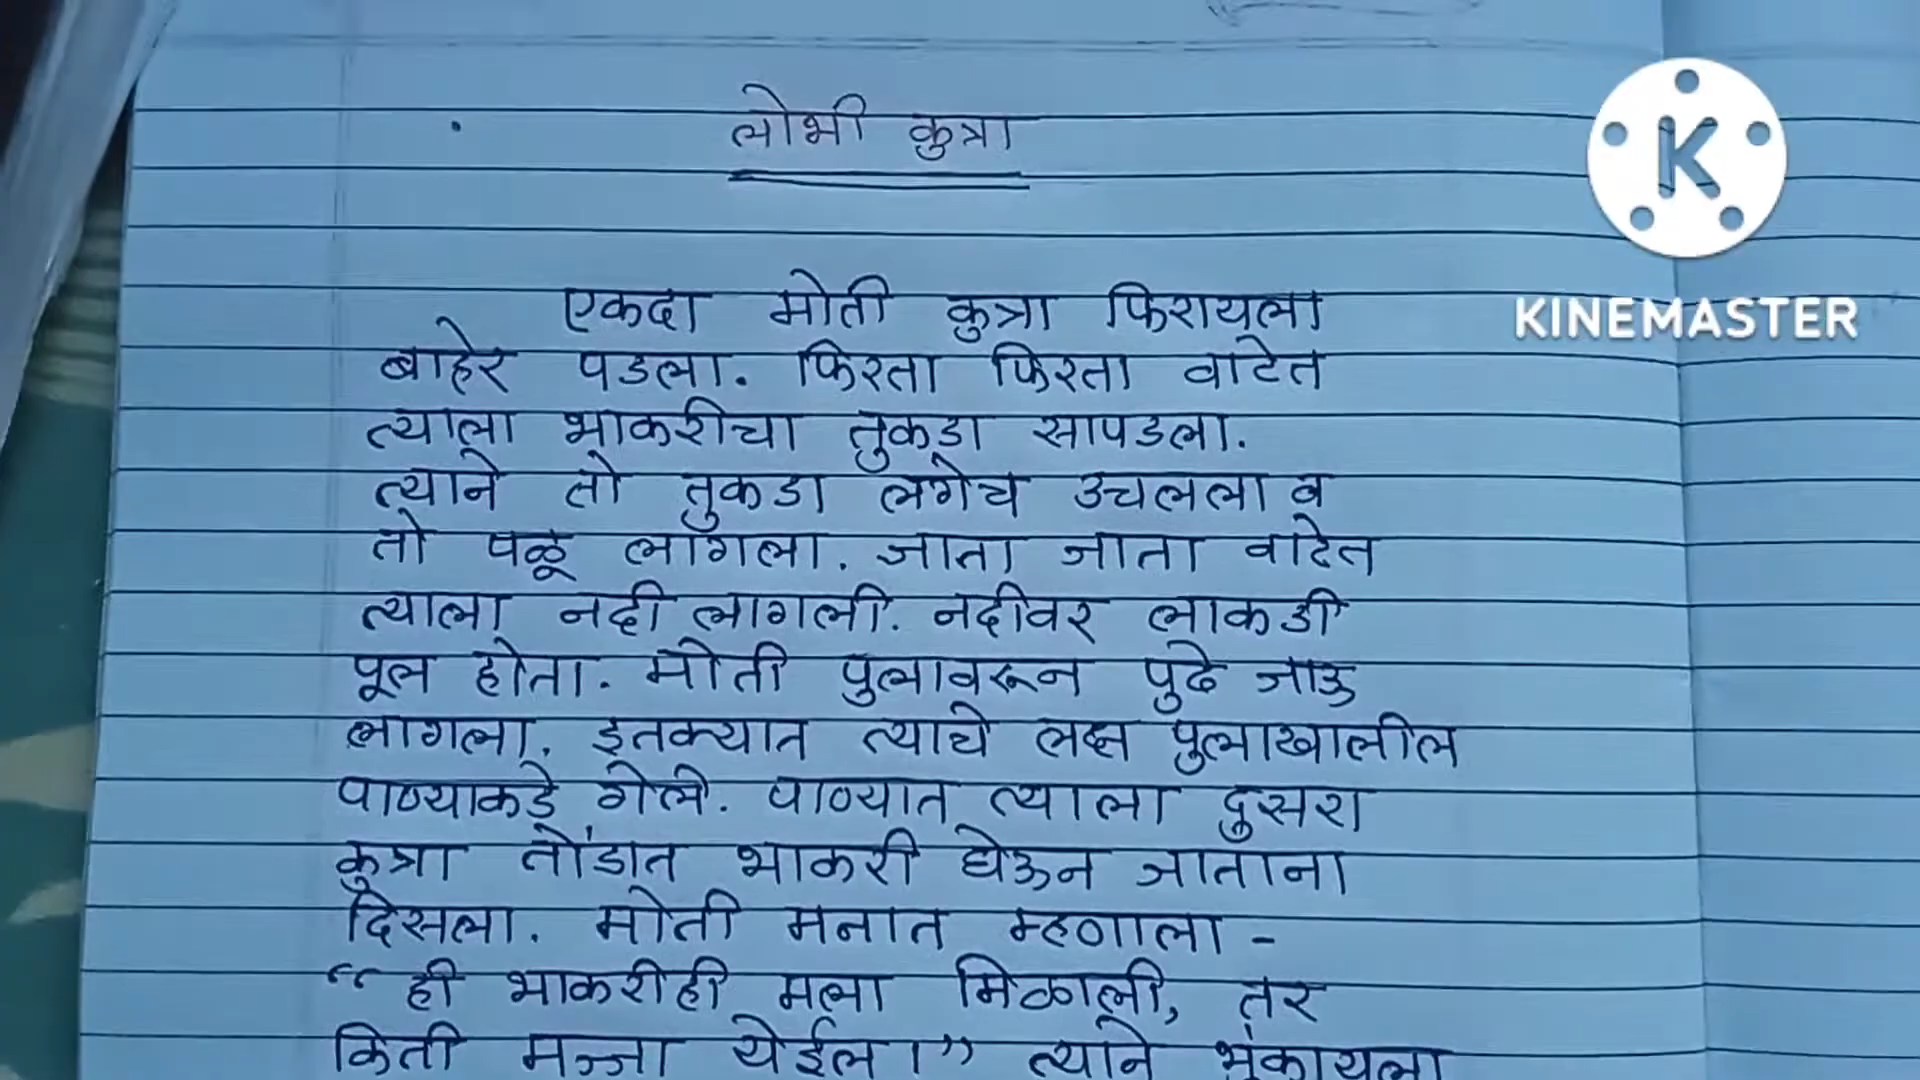 लोभी कुत्रा
KINEMASTER
एकदा मोती कुत्रा फिरायला
बाहेर पडला. फिरता फिरता वाटेत
त्याला भाकरीचा तुकडा सापडला.
त्याने तो तुकडा लगेच उचलला व
तो पळू लागला. जाता जाता वाटेत
त्याला नदी लागली. नदीवर लाकडी
पूल होता. मोती पुलावरून पुढे जाऊ
लागला. इतक्यात त्याचे लक्ष पुलाखालील
पाण्याकडे गेले. पाण्यात त्याला दुसरा
कुत्रा तोंडात भाकरी घेऊन जाताना
दिसला. मोती मनात म्हणाला -
“ ही भाकरीही मला मिळाली, तर
किती मज्जा येईल।” त्याने भुंकायला